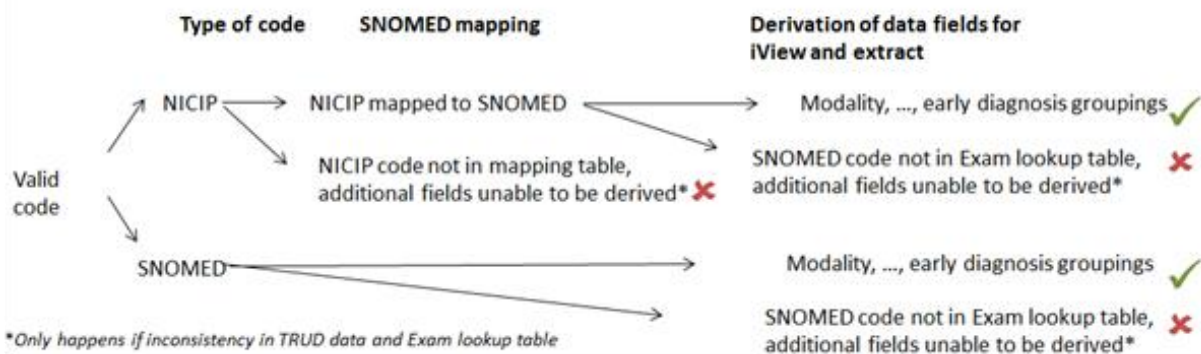 Type of code
SNOMED mapping
Derivation of data fields for
iView and extract
NICIP
NICIP mapped to SNOMED
Modality, ..., early diagnosis groupings
NICIP code not in mapping table,
additional fields unable to be derived*
SNOMED code not in Exam lookup table,
additional fields unable to be derived*
Valid
code
SNOMED
Modality, ..., early diagnosis groupings
SNOMED code not in Exam lookup table,
additional fields unable to be derived*
*Only happens if inconsistency in TRUD data and Exam lookup table